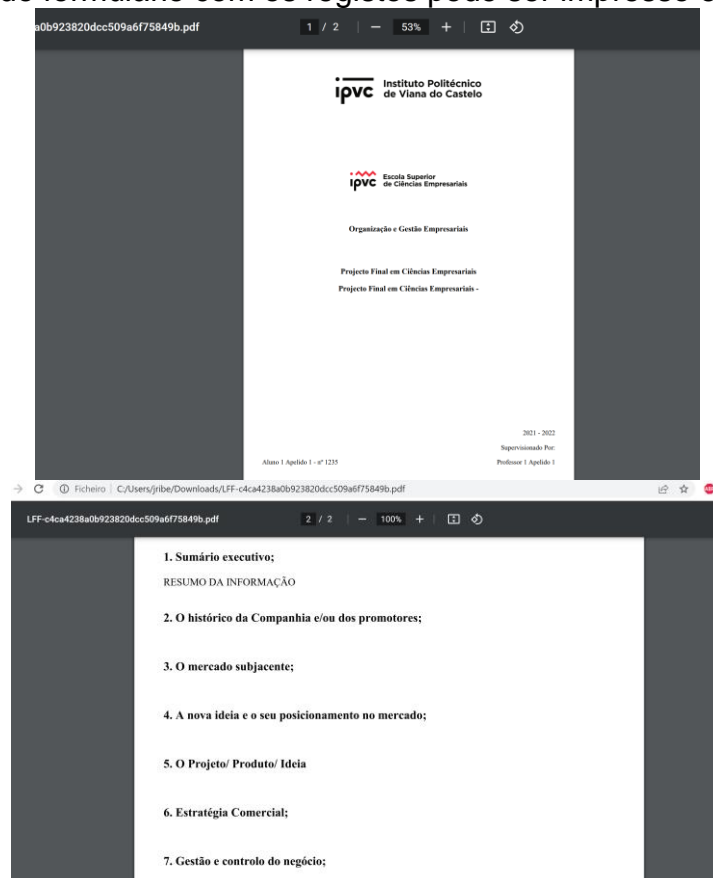 do formulário com os registos pode ser impresso e
a0b923820dcc509a6f75849b.pdf
1 / 2 | — 53% + |
ipvc Instituto Politécnico
de Viana do Castelo
ipvc Escola Superior
de Ciências Empresariais
Organização e Gestão Empresariais
Projecto Final em Ciências Empresariais
Projecto Final em Ciências Empresariais -
2021 - 2022
Supervisionado Por:
Aluno 1 Apelido 1 - nº 1235 Professor 1 Apelido 1
Ficheiro | C:/Users/jribe/Downloads/LFF-c4ca4238a0b923820dcc509a6f75849b.pdf
LFF-c4ca4238a0b923820dcc509a6f75849b.pdf 2 / 2 | — 100% + |
1. Sumário executivo;
RESUMO DA INFORMAÇÃO
2. O histórico da Companhia e/ou dos promotores;
3. O mercado subjacente;
4. A nova ideia e o seu posicionamento no mercado;
5. O Projeto/ Produto/ Ideia
6. Estratégia Comercial;
7. Gestão e controlo do negócio;